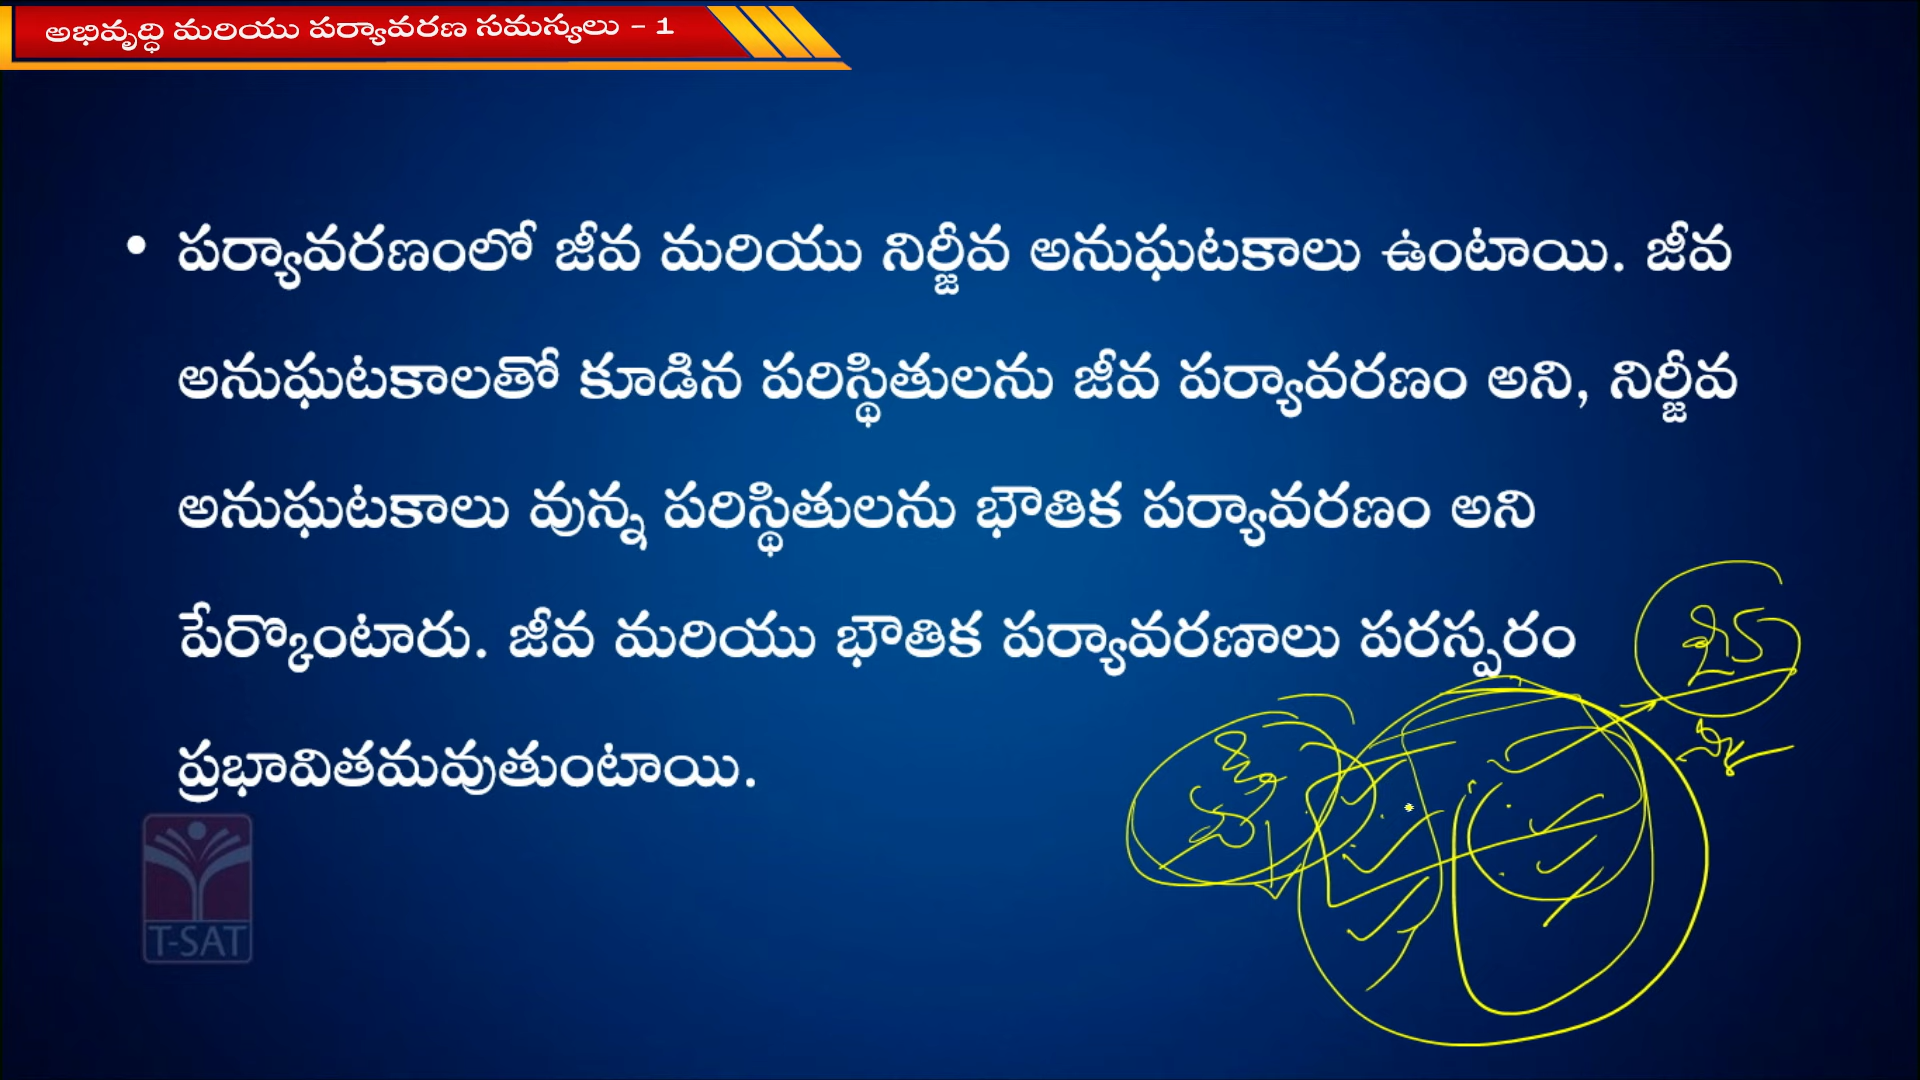 అభివృద్ధి మరియు పర్యావరణ సమస్యలు - 1
• పర్యావరణంలో జీవ మరియు నిర్జీవ అనుఘటకాలు ఉంటాయి. జీవ
అనుఘటకాలతో కూడిన పరిస్థితులను జీవ పర్యావరణం అని, నిర్జీవ
అనుఘటకాలు వున్న పరిస్థితులను భౌతిక పర్యావరణం అని
పేర్కొంటారు. జీవ మరియు భౌతిక పర్యావరణాలు పరస్పరం
ప్రభావితమవుతుంటాయి.
T-SAT